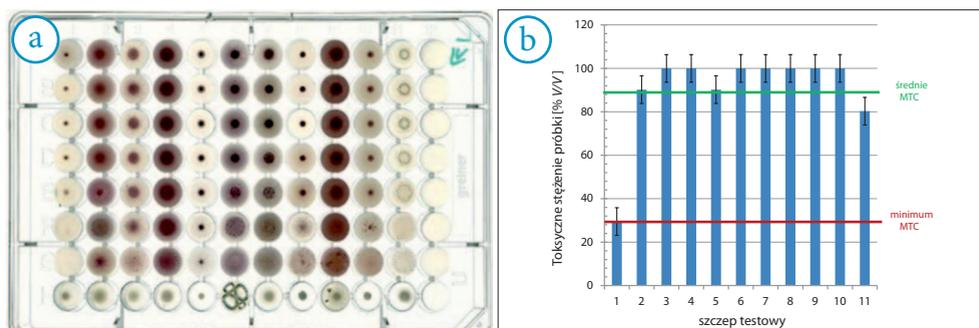 a
greiner
b
120
100
80
60
40
20
0
Toksyczne stężenie próbki [% V/V]
średnie
MTC
minimum
MTC
1 2 3 4 5 6 7 8 9 10 11
szczep testowy